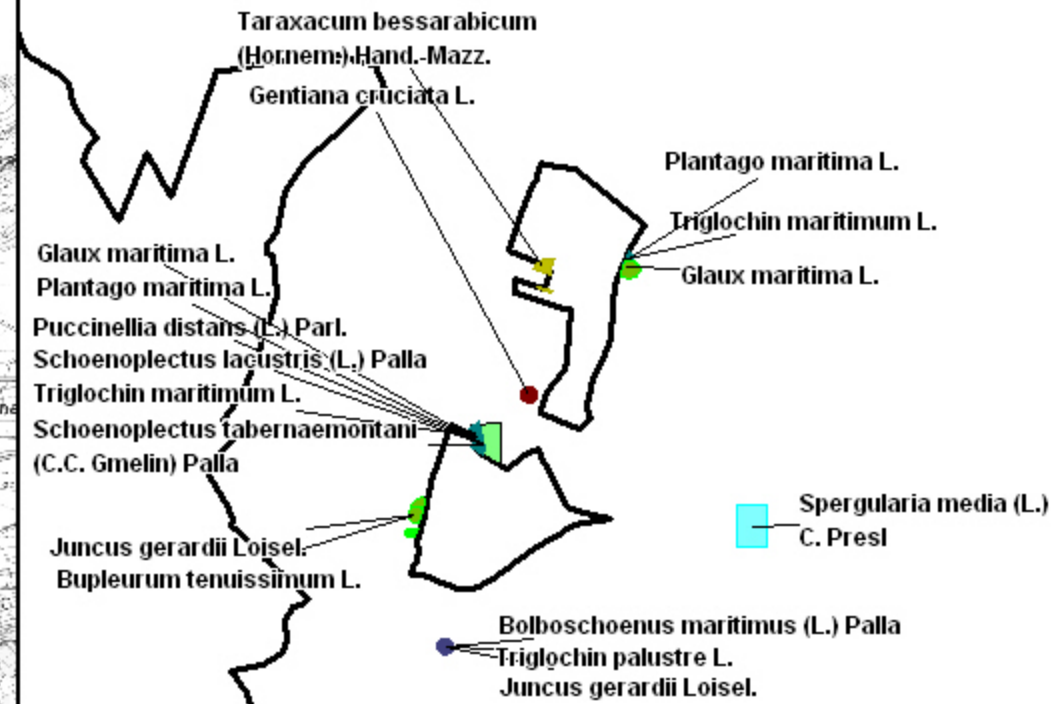 Taraxacum bessarabicum
(Hornem.) Hand.-Mazz.
Gentiana cruciata L.
Plantago maritima L.
Triglochin maritimum L.
Glaux maritima L.
Glaux maritima L.
Plantago maritima L.
Puccinellia distans (L.) Parl.
Schoenoplectus lacustris (L.) Palla
Triglochin maritimum L.
Schoenoplectus tabernaemontani
(C.C. Gmelin) Palla
Spergularia media (L.)
C. Presl
Juncus gerardii Loisel.
Bupleurum tenuissimum L.
Bolboschoenus maritimus (L.) Palla
Triglochin palustre L.
Juncus gerardii Loisel.